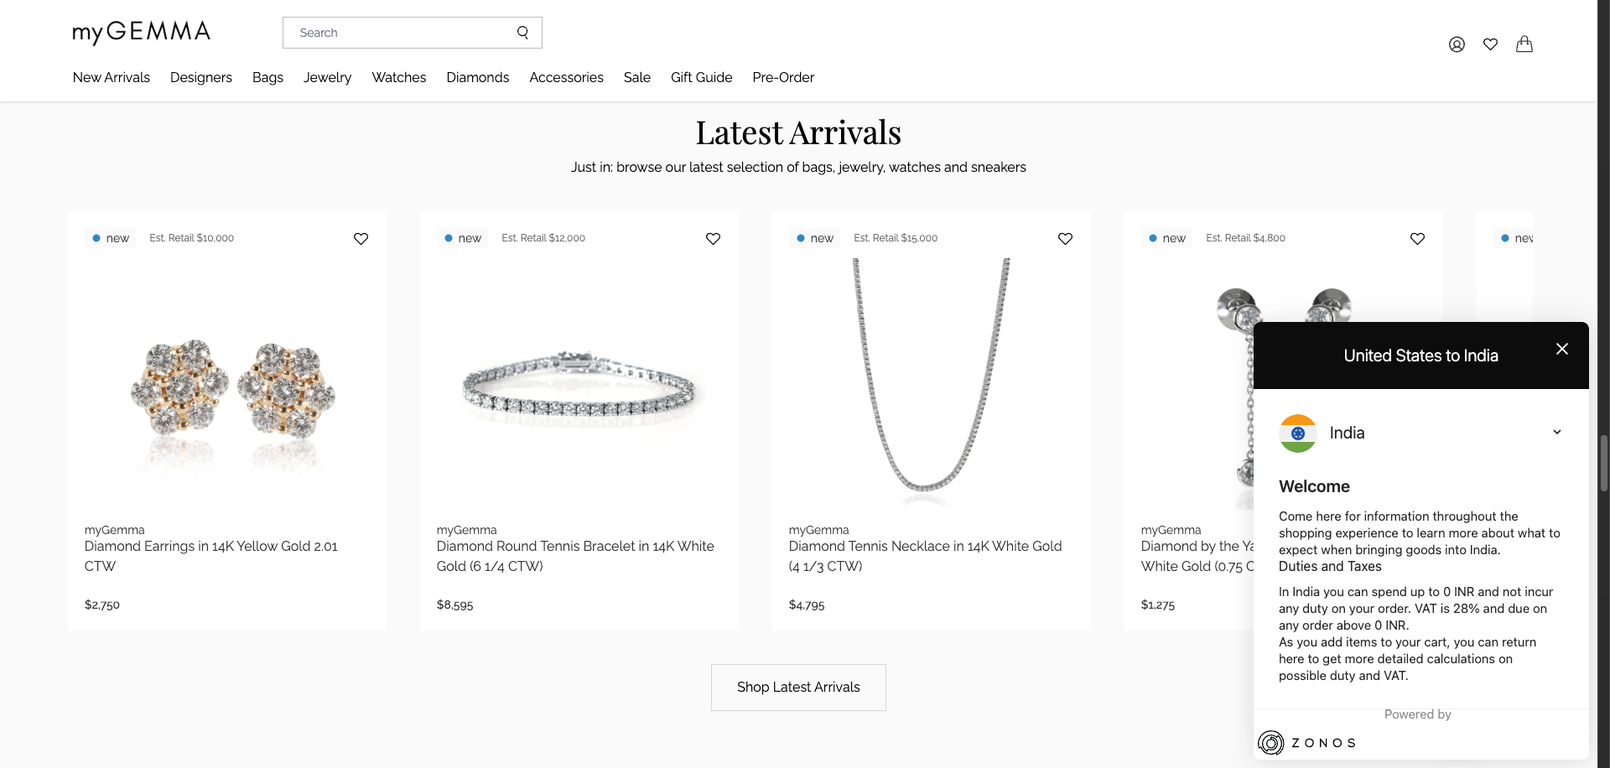 myGEMMA
Search
New Arrivals Designers Bags Jewelry Watches Diamonds Accessories Sale Gift Guide Pre-Order
Latest Arrivals
Just in: browse our latest selection of bags, jewelry, watches and sneakers
new Est. Retail $10,000
myGemma
Diamond Earrings in 14K Yellow Gold 2.01
CTW
$2,750
new Est. Retail $12,000
myGemma
Diamond Round Tennis Bracelet in 14K White
Gold (6 1/4 CTW)
$8,595
new Est. Retail $15,000
myGemma
Diamond Tennis Necklace in 14K White Gold
(4 1/3 CTW)
$4,795
new Est. Retail $4,800
myGemma
Diamond by the
White Gold (0.75
$1,275
Shop Latest Arrivals
United States to India
India
Welcome
Come here for information throughout the
shopping experience to learn more about what to
expect when bringing goods into India.
Duties and Taxes
In India you can spend up to 0 INR and not incur
any duty on your order. VAT is 28% and due on
any order above 0 INR.
As you add items to your cart, you can return
here to get more detailed calculations on
possible duty and VAT.
Powered by
ZONOS